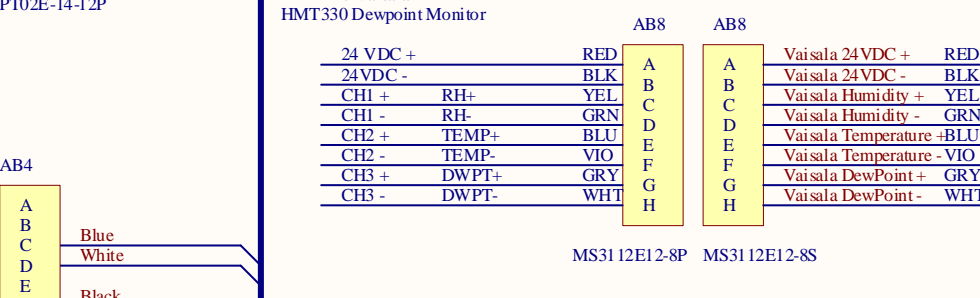 PT02E-14-12P
HMT330 Dewpoint Monitor
AB8 AB8
24 VDC + RED A A Vaisala 24VDC + RED
24VDC - BLK B B Vaisala 24VDC - BLK
CH1 + RH+ YEL C C Vaisala Humidity + YEL
CH1 - RH- GRN D D Vaisala Humidity - GRN
CH2 + TEMP+ BLU E E Vaisala Temperature + BLU
CH2 - TEMP- VIO F F Vaisala Temperature - VIO
CH3 + DWPT+ GRY G G Vaisala DewPoint + GRY
CH3 - DWPT- WHT H H Vaisala DewPoint - WHT
MS3112E12-8P MS3112E12-8S
AB4
A
B
C Blue
D White
E
Black